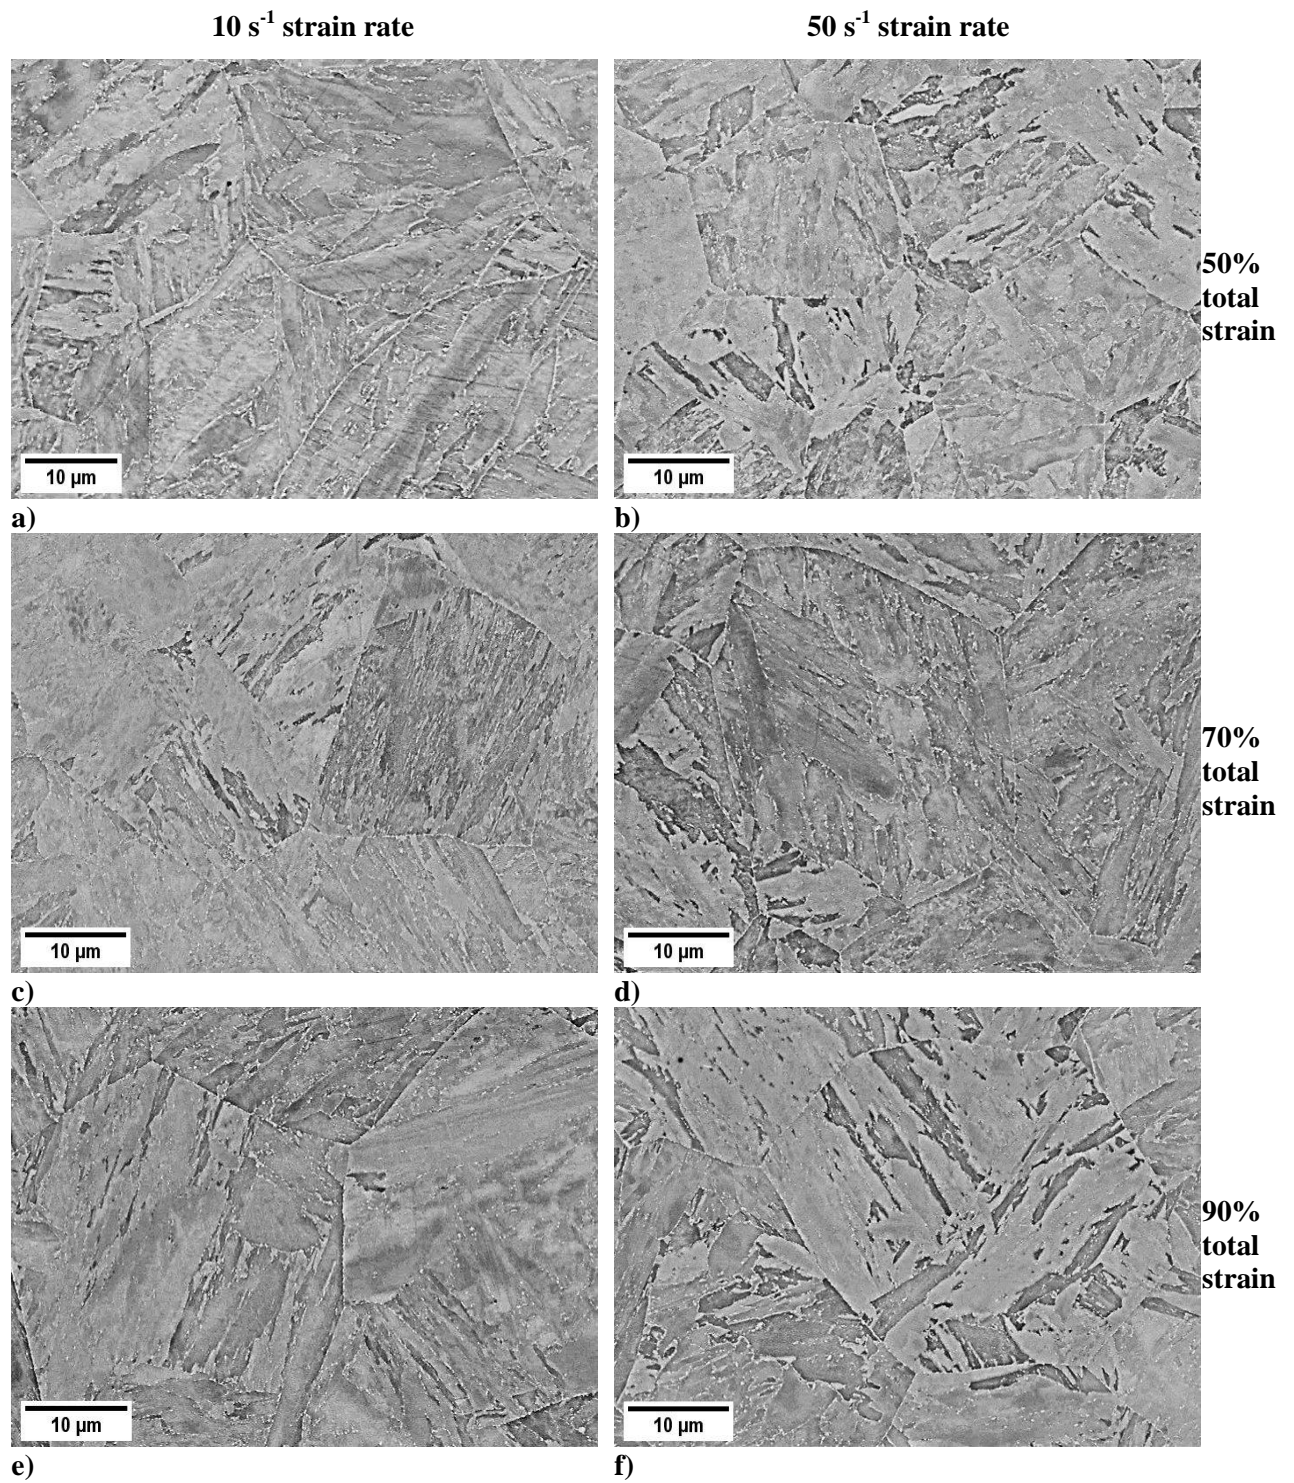 10 s-1 strain rate 50 s-1 strain rate
50%
total
strain
10 µm 10 µm
a) b)
70%
total
strain
10 µm 10 µm
c) d)
90%
total
strain
10 µm 10 µm
e) f)